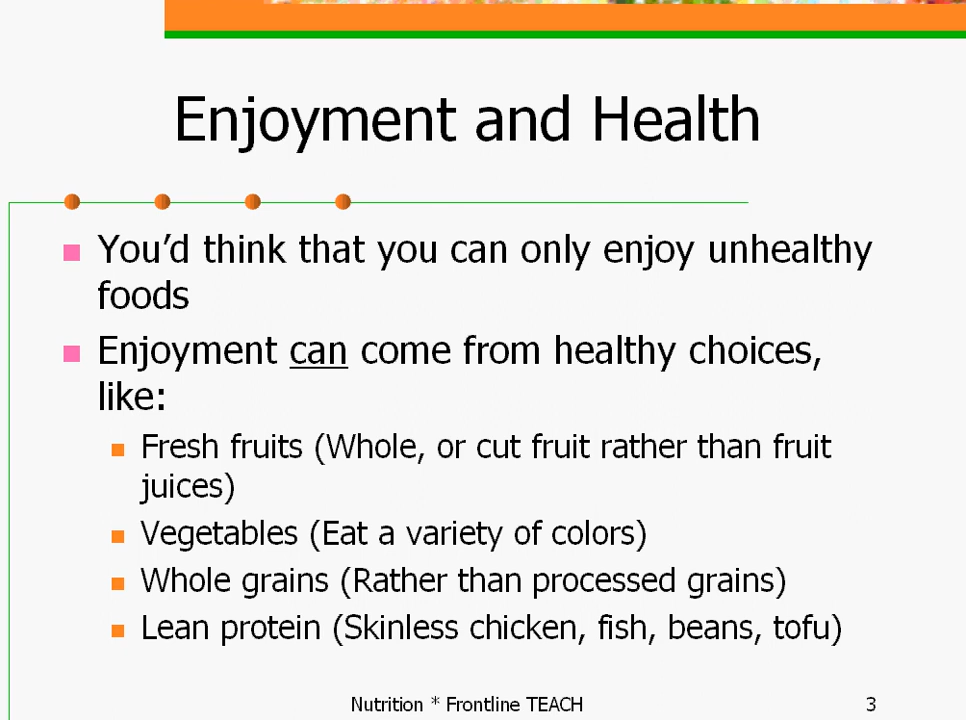 Enjoyment and Health
You'd think that you can only enjoy unhealthy
foods
Enjoyment can come from healthy choices,
like:
Fresh fruits (Whole, or cut fruit rather than fruit
juices)
Vegetables (Eat a variety of colors)
Whole grains (Rather than processed grains)
Lean protein (Skinless chicken, fish, beans, tofu)
Nutrition * Frontline TEACH 3